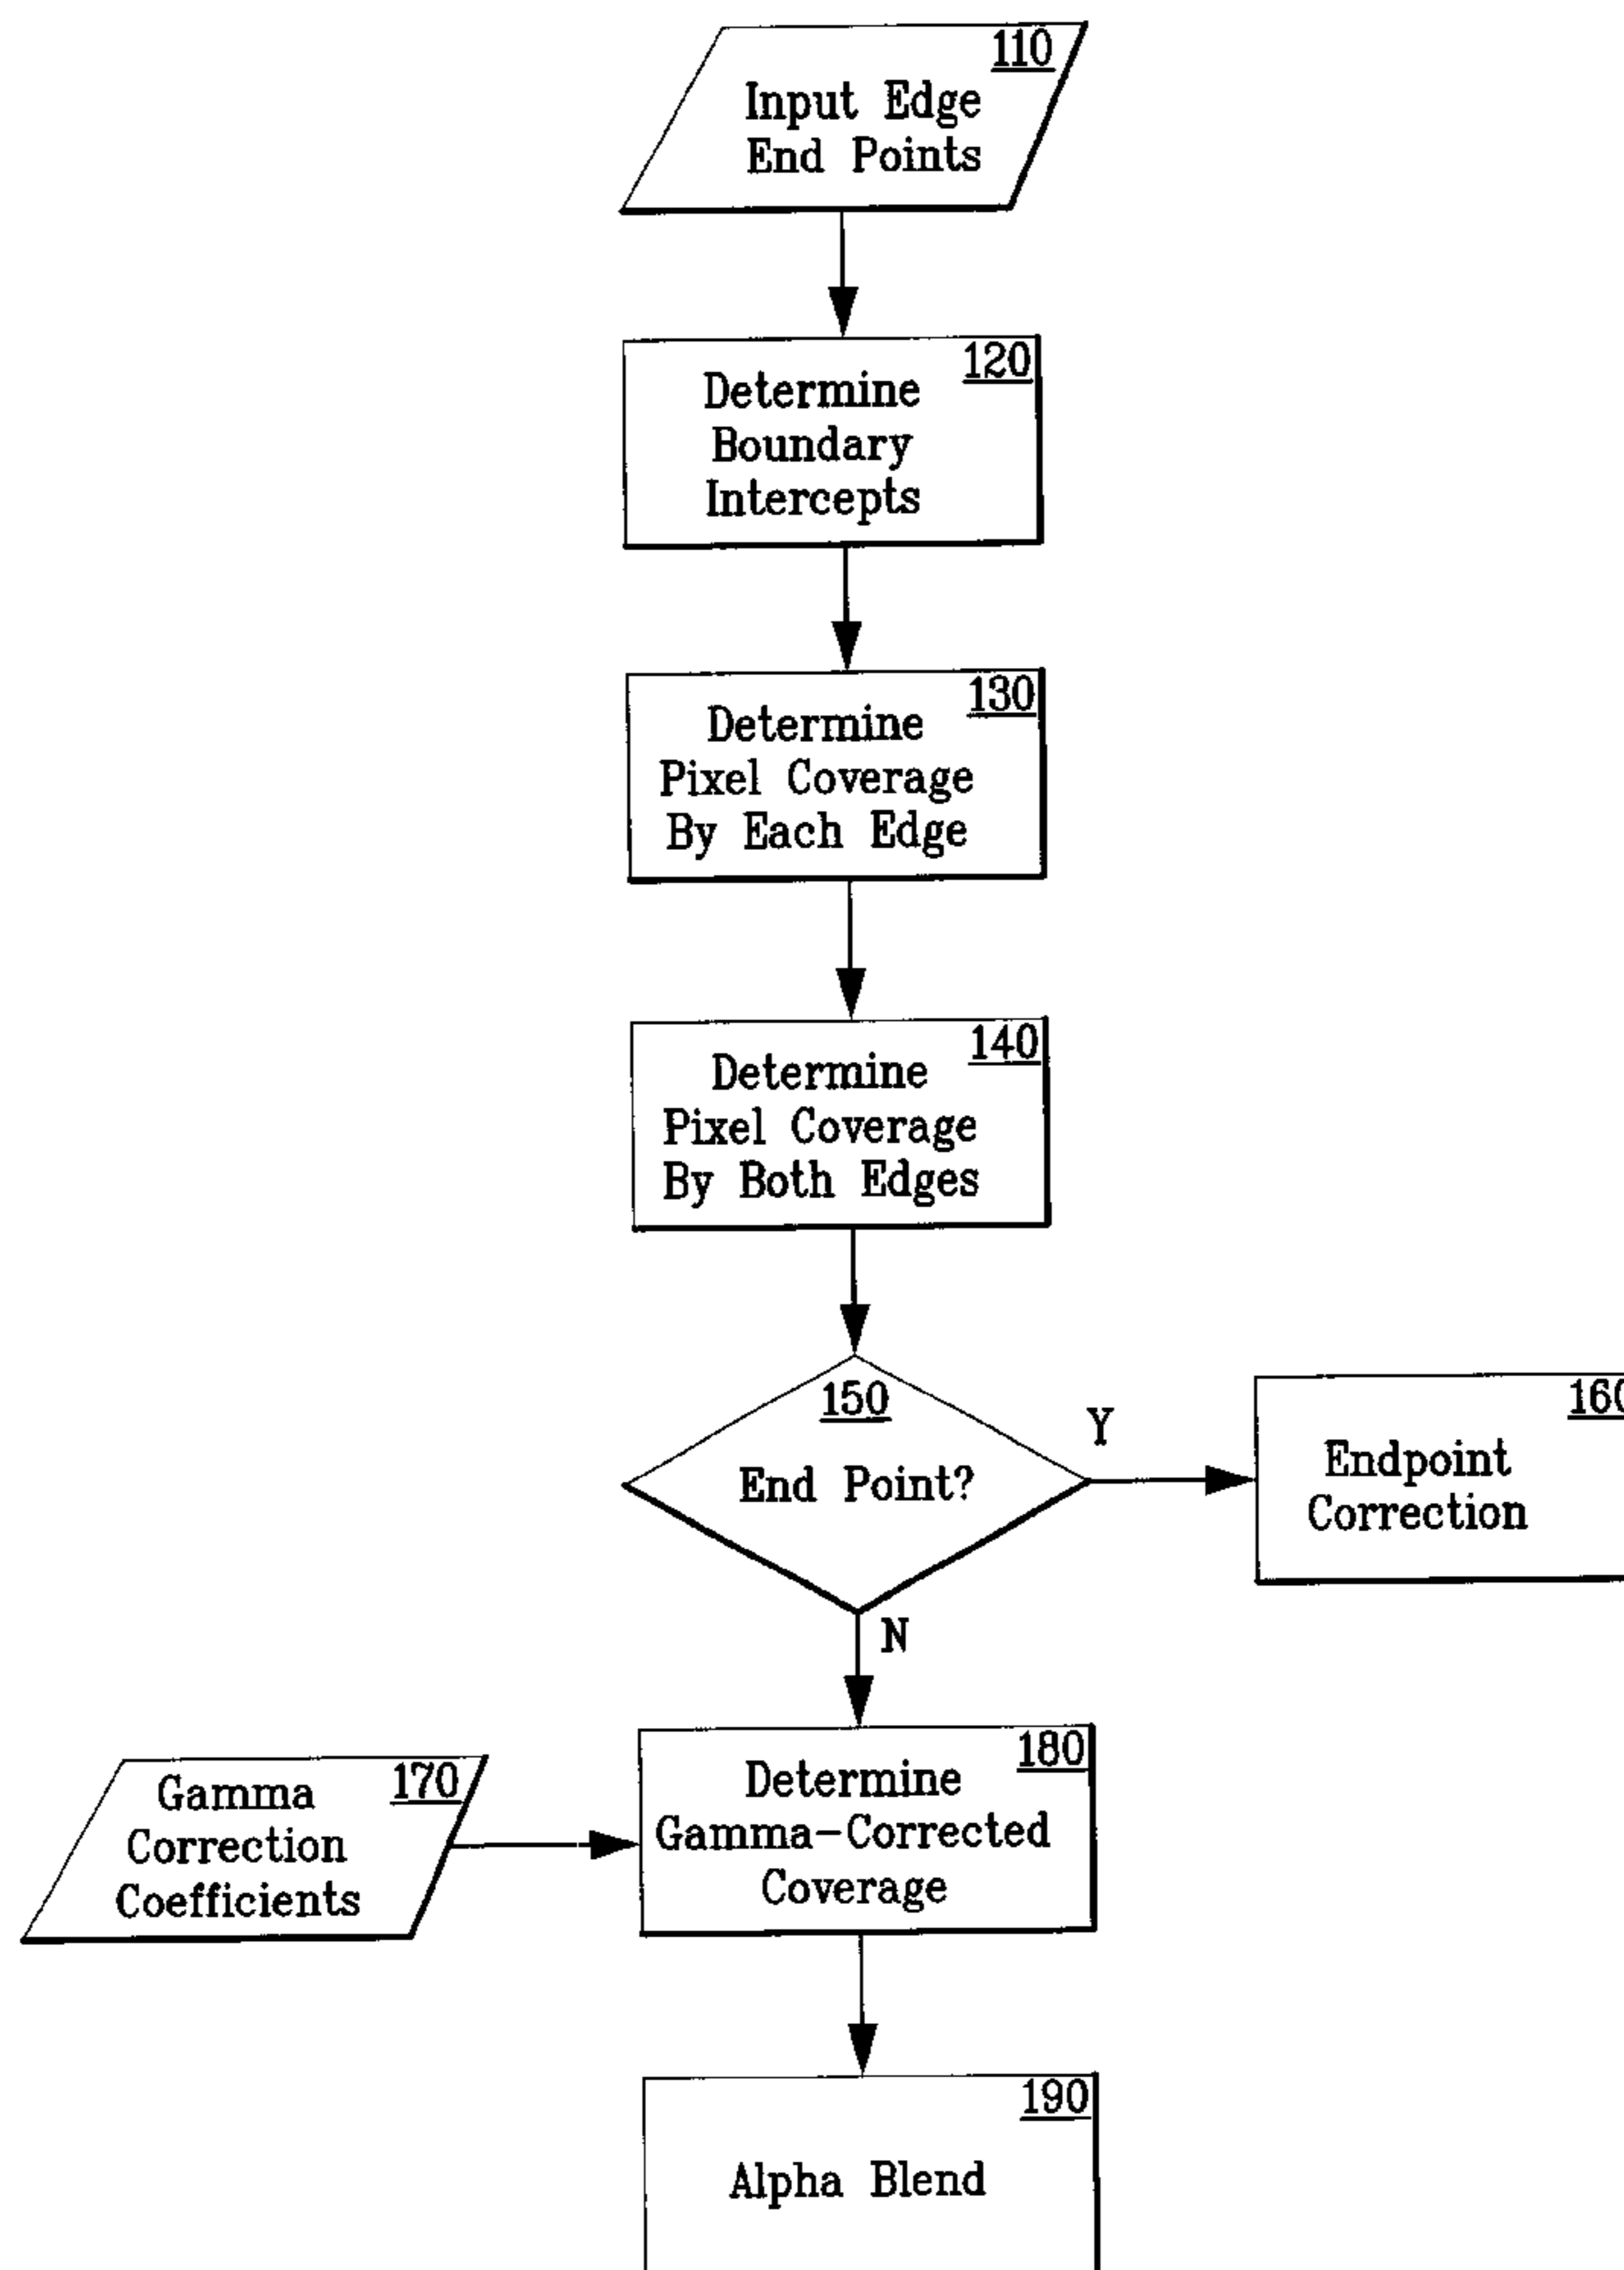 110
Input Edge
End Points
120
Determine
Boundary
Intercepts
130
Determine
Pixel Coverage
By Each Edge
140
Determine
Pixel Coverage
By Both Edges
150
End Point?
Y
160
Endpoint
Correction
N
170
Gamma
Correction
Coefficients
180
Determine
Gamma-Corrected
Coverage
190
Alpha Blend